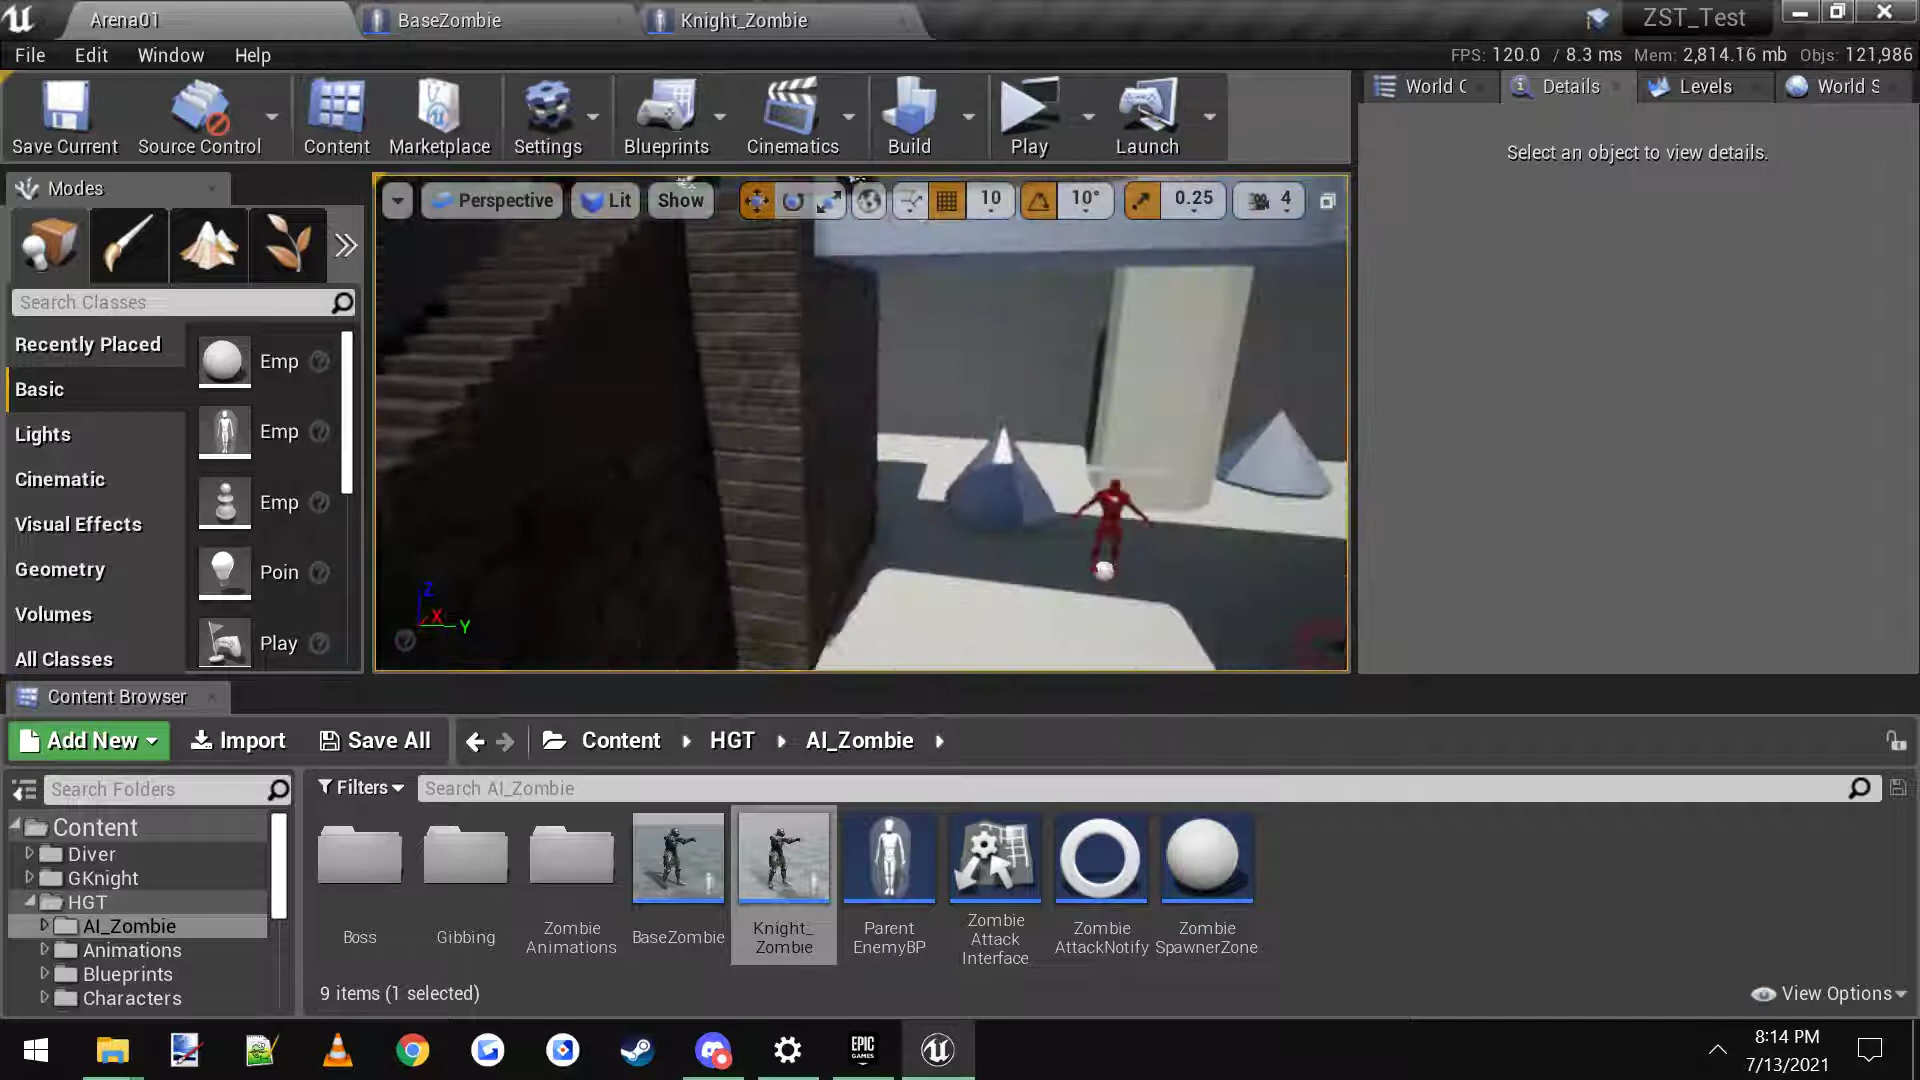 Arena01
BaseZombie
Knight_Zombie
ZST_Test
File Edit Window Help
FPS: 120.0 / 8.3 ms Mem: 2,814.16 mb Objs: 121,986
Save Current
Source Control
Content
Marketplace
Settings
Blueprints
Cinematics
Build
Play
Launch
World C
Details
Levels
World S
Select an object to view details.
Modes
Search Classes
Recently Placed
Basic
Lights
Cinematic
Visual Effects
Geometry
Volumes
All Classes
Emp
Emp
Emp
Poin
Play
Perspective
Lit
Show
10
10°
0.25
4
Z
X
Y
Content Browser
Add New
Import
Save All
Content
HGT
AI_Zombie
Search Folders
Filters
Search AI_Zombie
Content
Diver
GKnight
HGT
AI_Zombie
Animations
Blueprints
Characters
Boss
Gibbing
Zombie
Animations
BaseZombie
Knight_
Zombie
Parent
EnemyBP
Zombie
Attack
Interface
Zombie
AttackNotify
Zombie
SpawnerZone
9 items (1 selected)
View Options
EPIC
GAMES
8:14 PM
7/13/2021